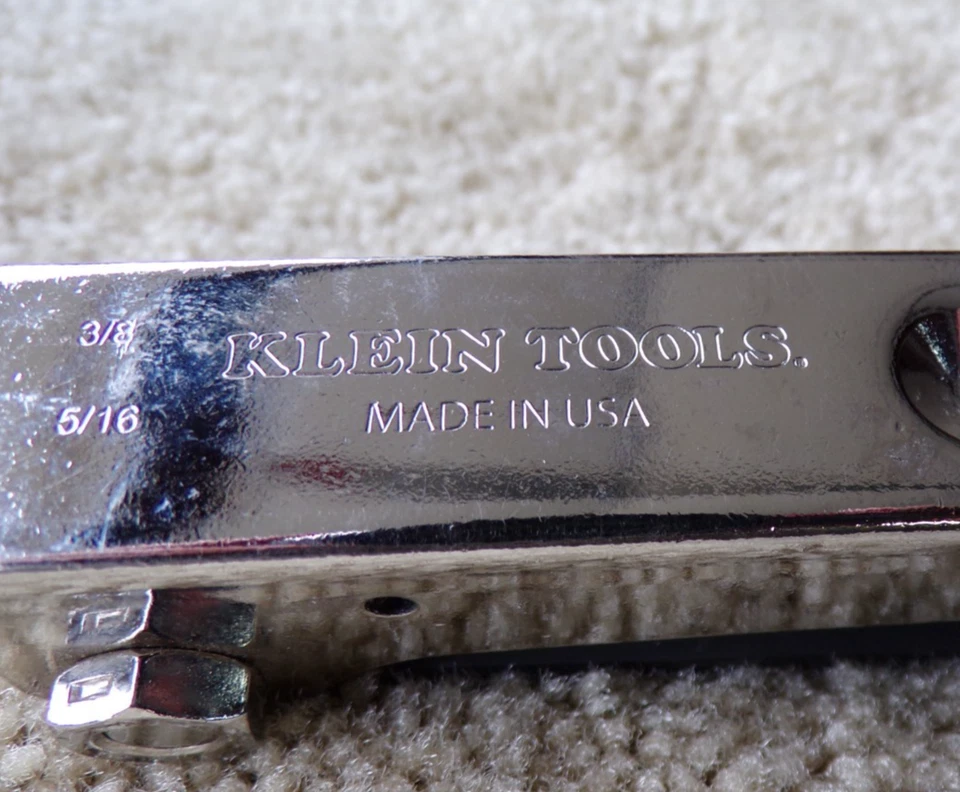 3/8
KLEIN TOOLS.
5/16
MADE IN USA